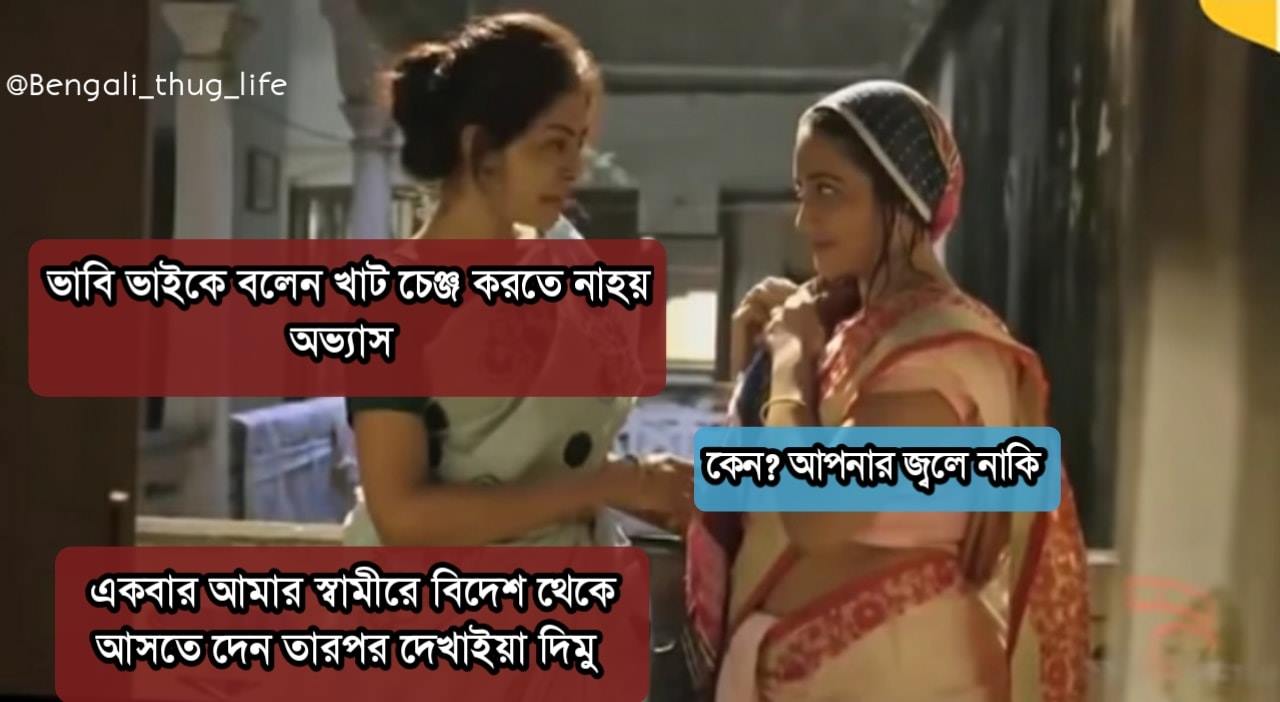 @Bengali_thug_life
ভাবি ভাইকে বলেন খাট চেঞ্জ করতে নাহয়
অভ্যাস
কেন? আপনার জ্বলে নাকি
একবার আমার স্বামীরে বিদেশ থেকে
আসতে দেন তারপর দেখাইয়া দিমু